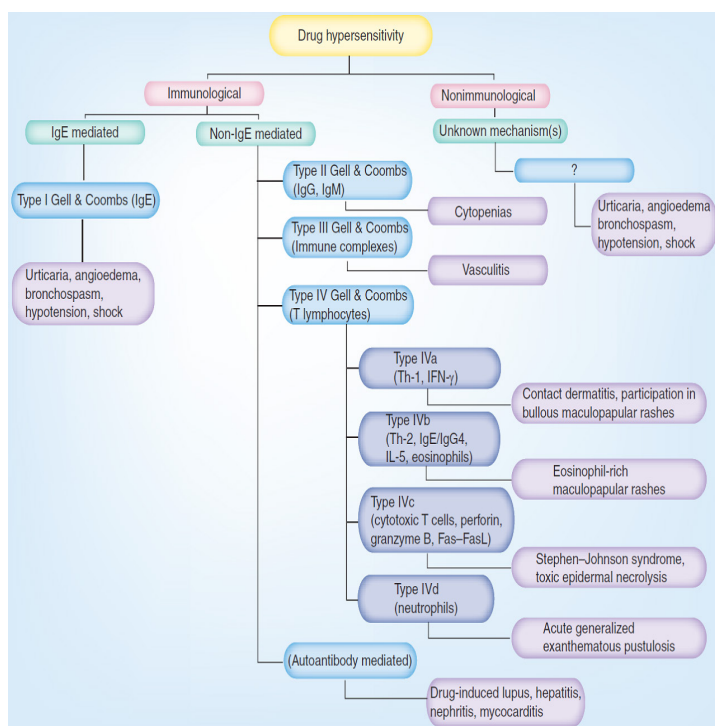 Drug hypersensitivity
Immunological
Nonimmunological
IgE mediated
Non-IgE mediated
Unknown mechanism(s)
Type I Gell & Coombs (IgE)
Urticaria, angioedema,
bronchospasm,
hypotension, shock
Type II Gell & Coombs
(IgG, IgM)
Cytopenias
Type III Gell & Coombs
(Immune complexes)
Vasculitis
Type IV Gell & Coombs
(T lymphocytes)
Type IVa
(Th-1, IFN-γ)
Contact dermatitis, participation in
bullous maculopapular rashes
Type IVb
(Th-2, IgE/IgG4,
IL-5, eosinophils)
Eosinophil-rich
maculopapular rashes
Type IVc
(cytotoxic T cells, perforin,
granzyme B, Fas–FasL)
Stephen–Johnson syndrome,
toxic epidermal necrolysis
Type IVd
(neutrophils)
Acute generalized
exanthematous pustulosis
(Autoantibody mediated)
Drug-induced lupus, hepatitis,
nephritis, mycocarditis
?
Urticaria, angioedema
bronchospasm,
hypotension, shock